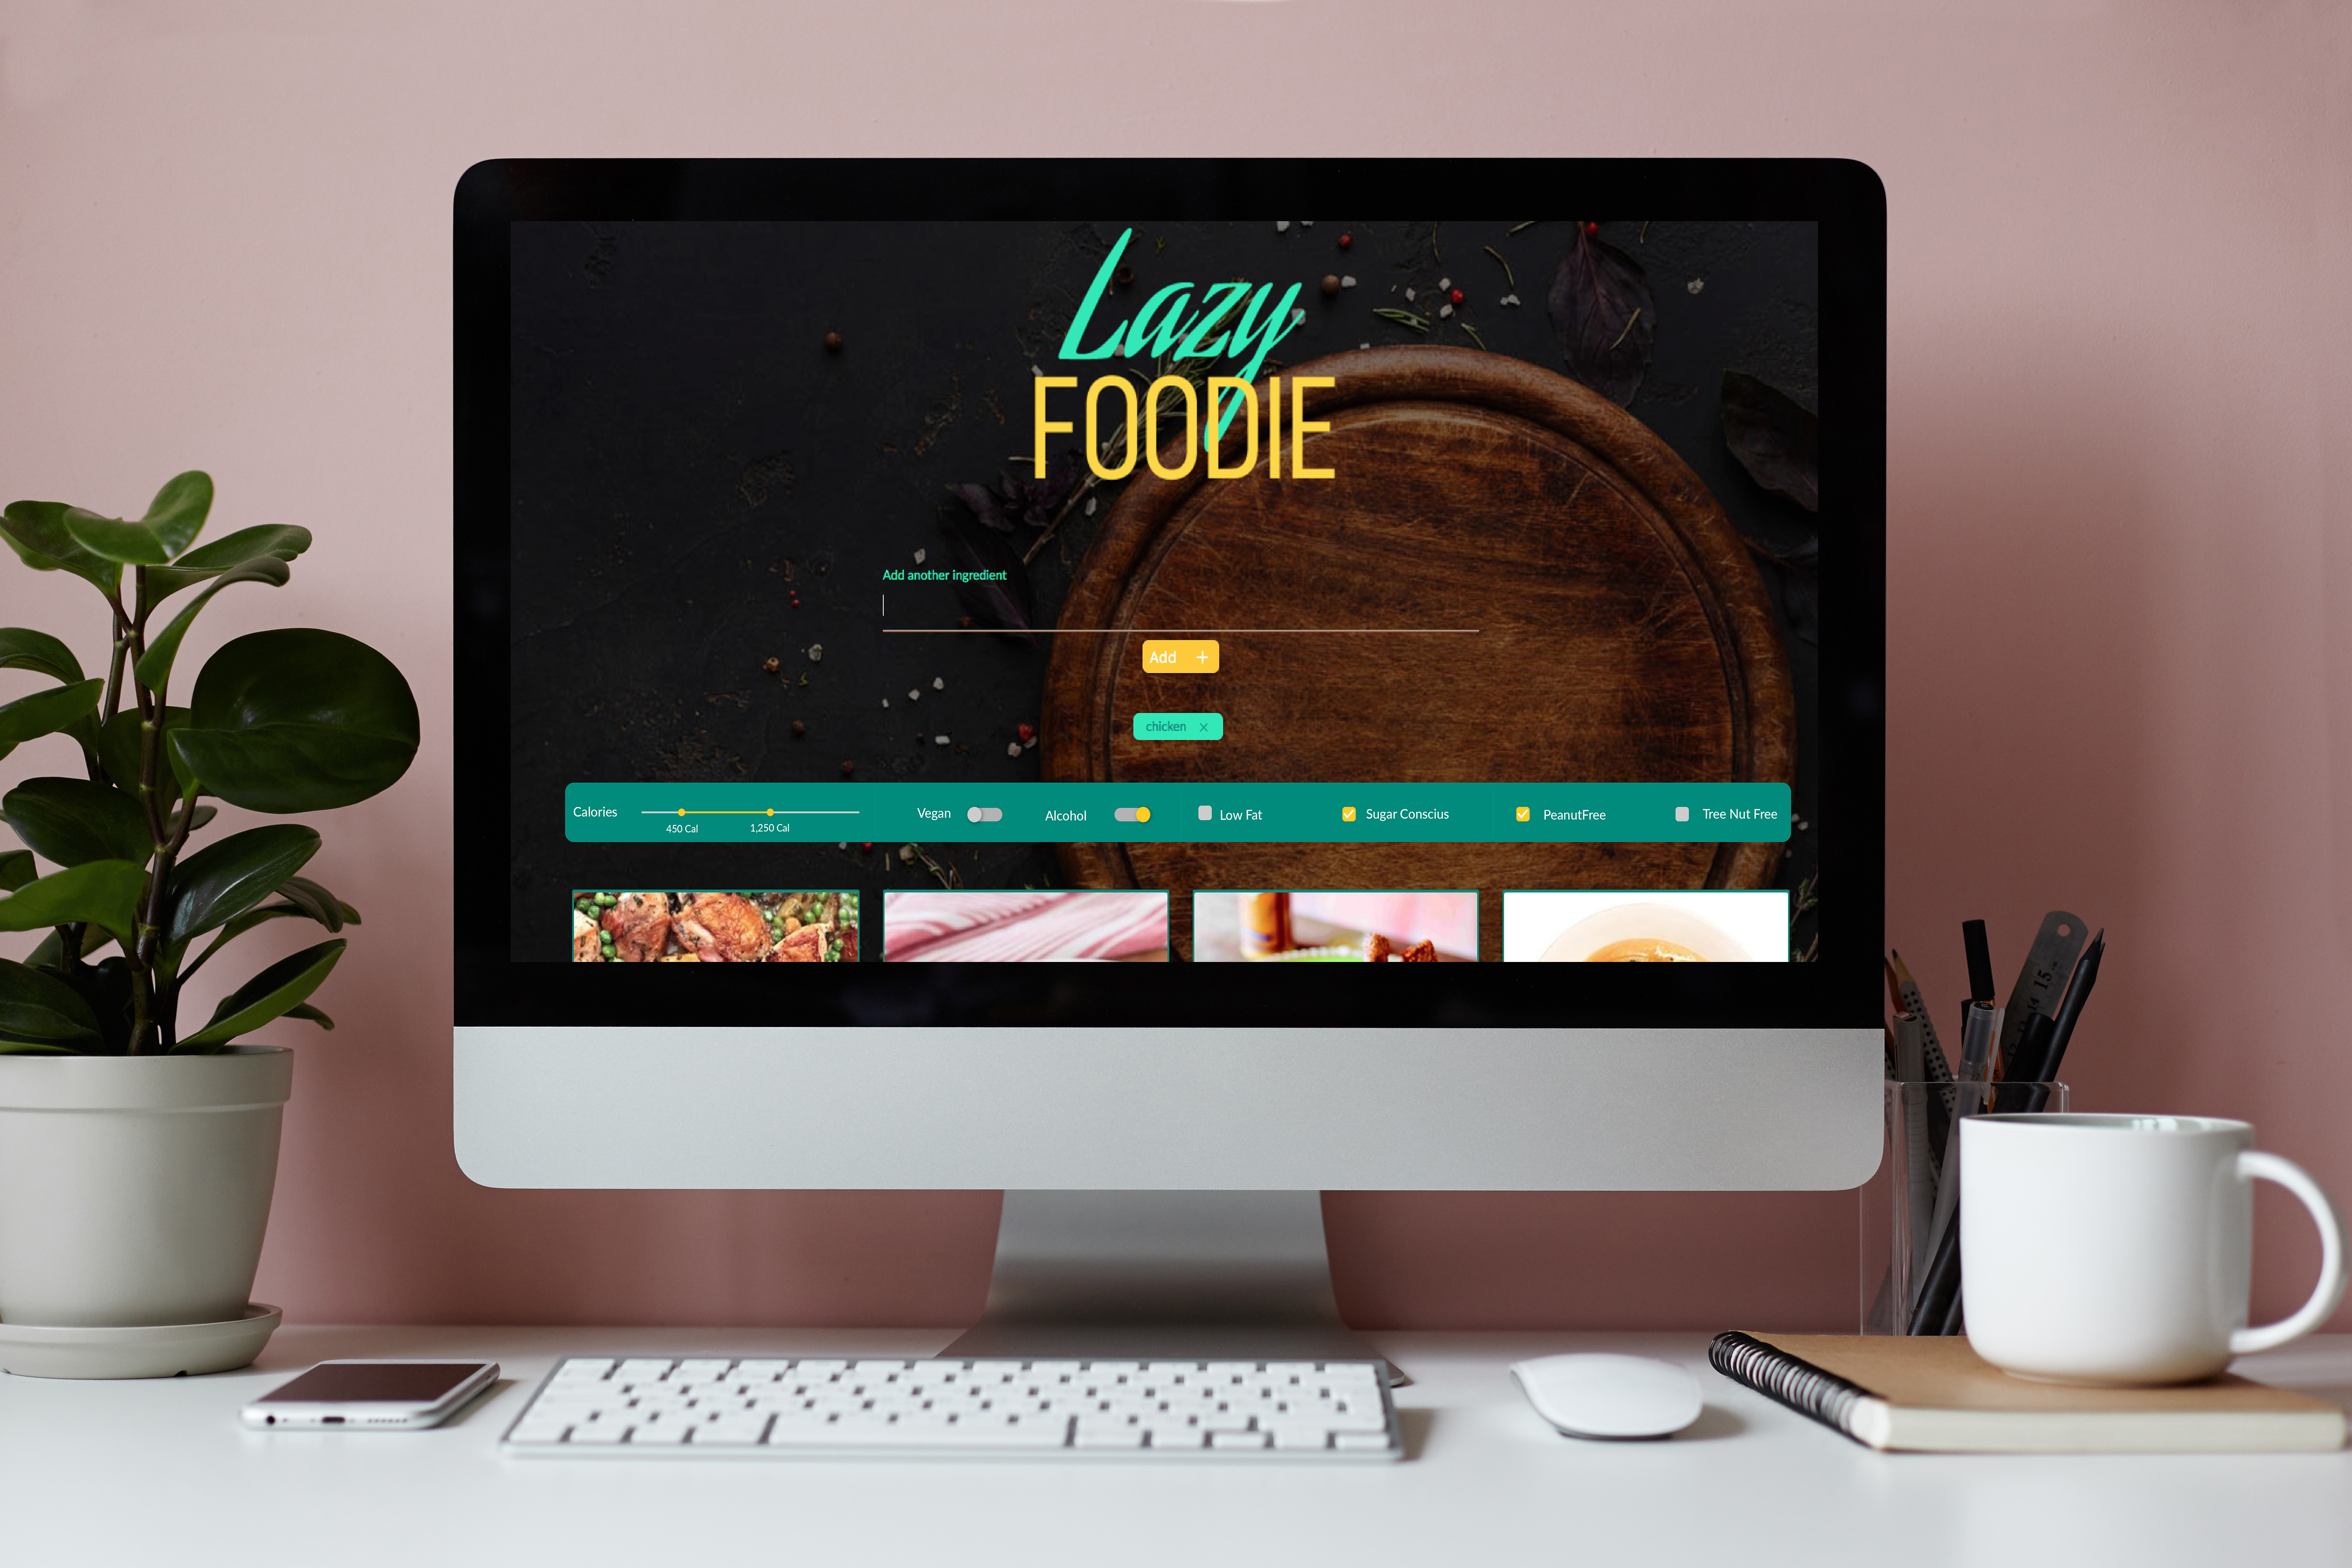 Lazy
FOODIE
Add another ingredient
Add +
chicken ×
Calories
450 Cal
1,250 Cal
Vegan
Alcohol
Low Fat
Sugar Conscius
PeanutFree
Tree Nut Free
15
14